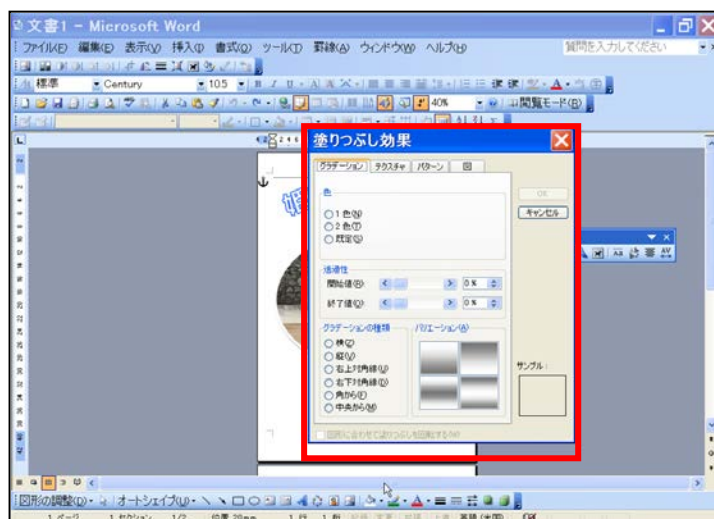 文書1 - Microsoft Word
ファイル(F) 編集(E) 表示(V) 挿入(I) 書式(O) ツール(T) 罫線(A) ウィンドウ(W) ヘルプ(H) 質問を入力してください
標準 Century 10.5
40% 閲覧モード(R)
塗りつぶし効果
グラデーション テクスチャ パターン 図
色
OK
1 色(N)
キャンセル
2 色(T)
既定(S)
透過性
開始値(R): 0 %
終了値(O): 0 %
グラデーションの種類 バリエーション(A)
横(Z)
縦(V)
右上対角線(U)
サンプル:
右下対角線(D)
角から(F)
中央から(M)
図形に合わせて塗りつぶしを回転する(W)
図形の調整(D) オートシェイプ(U)
1 ページ 1 セクション 1/2 位置 20mm 1 行 1 桁 英語 (米国)